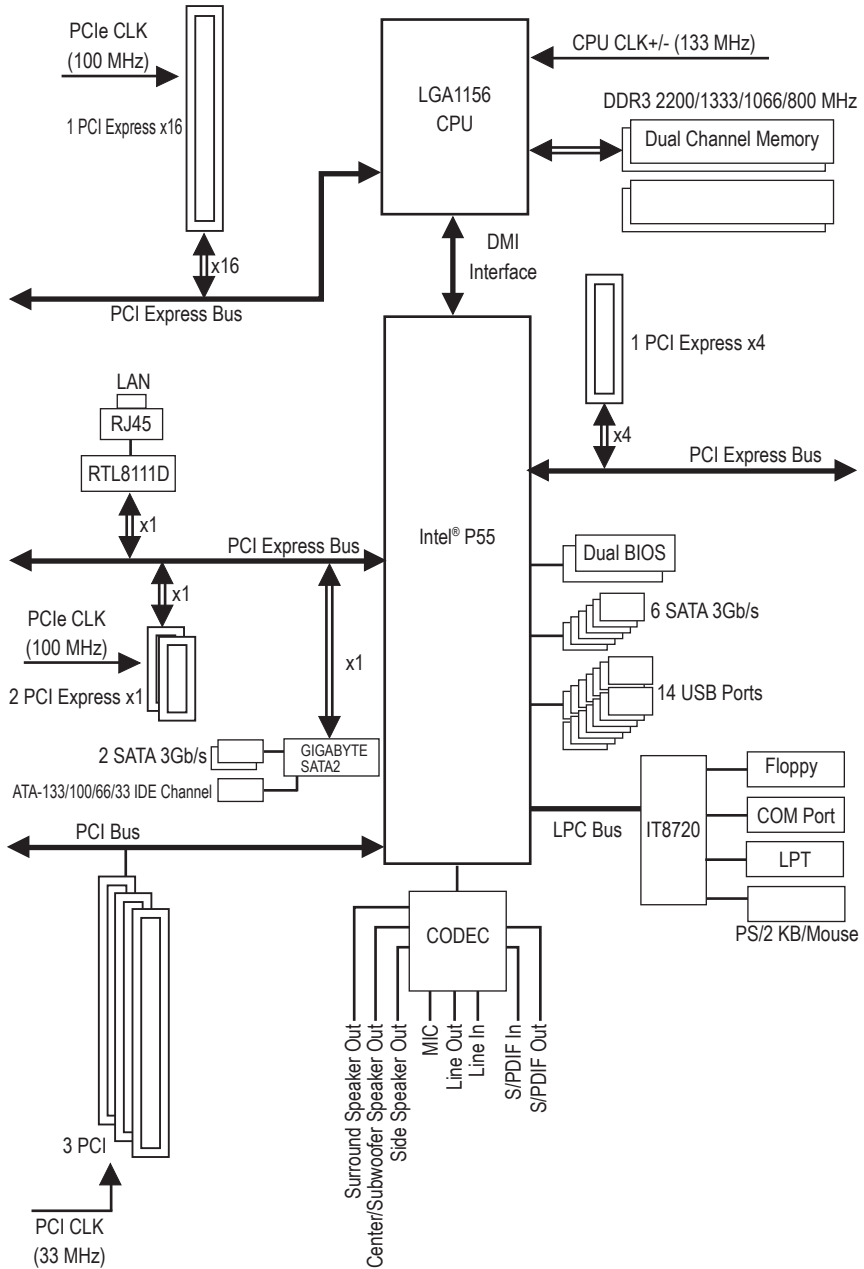 PCIe CLK
(100 MHz)
1 PCI Express x16
x16
PCI Express Bus
LGA1156
CPU
CPU CLK+/- (133 MHz)
DDR3 2200/1333/1066/800 MHz
Dual Channel Memory
DMI
Interface
1 PCI Express x4
x4
PCI Express Bus
LAN
RJ45
RTL8111D
x1
PCI Express Bus
Intel® P55
Dual BIOS
6 SATA 3Gb/s
14 USB Ports
x1
PCIe CLK
(100 MHz)
2 PCI Express x1
x1
2 SATA 3Gb/s
GIGABYTE
SATA2
ATA-133/100/66/33 IDE Channel
PCI Bus
LPC Bus
IT8720
Floppy
COM Port
LPT
PS/2 KB/Mouse
CODEC
Surround Speaker Out
Center/Subwoofer Speaker Out
Side Speaker Out
MIC
Line Out
Line In
S/PDIF In
S/PDIF Out
3 PCI
PCI CLK
(33 MHz)